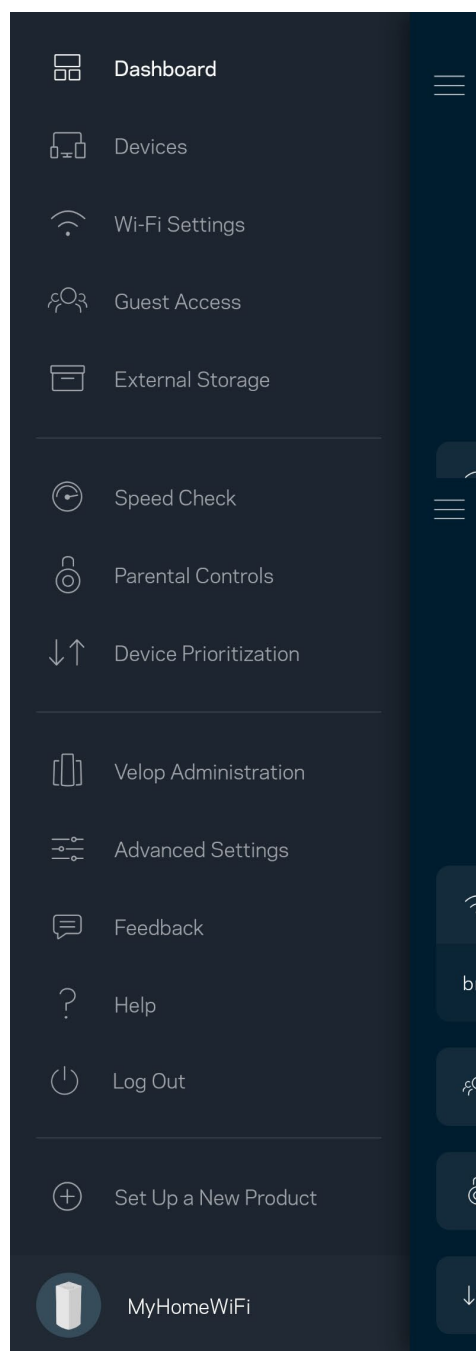 Dashboard
Devices
Wi-Fi Settings
Guest Access
External Storage
Speed Check
Parental Controls
Device Prioritization
Velop Administration
Advanced Settings
Feedback
Help
Log Out
Set Up a New Product
MyHomeWiFi